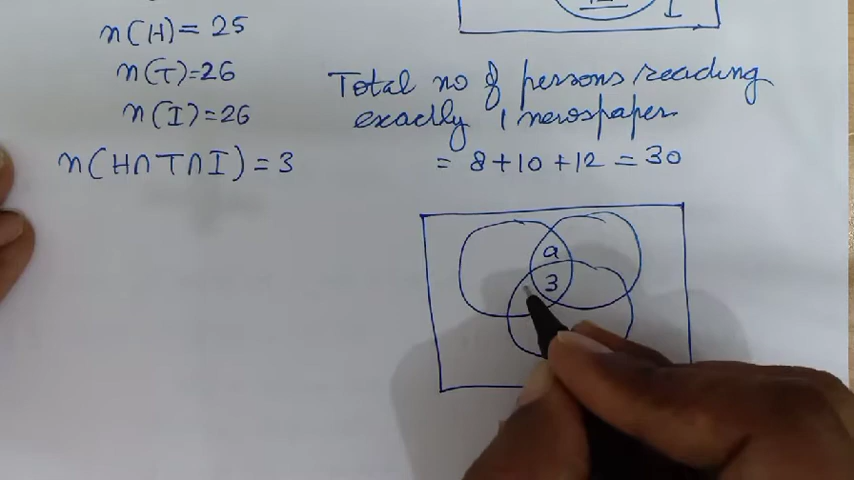 I
n(H) = 25
n(T) = 26
n(I) = 26
n(H∩T∩I) = 3
Total no of persons reading
exactly 1 newspaper
= 8+10+12 = 30
a
3